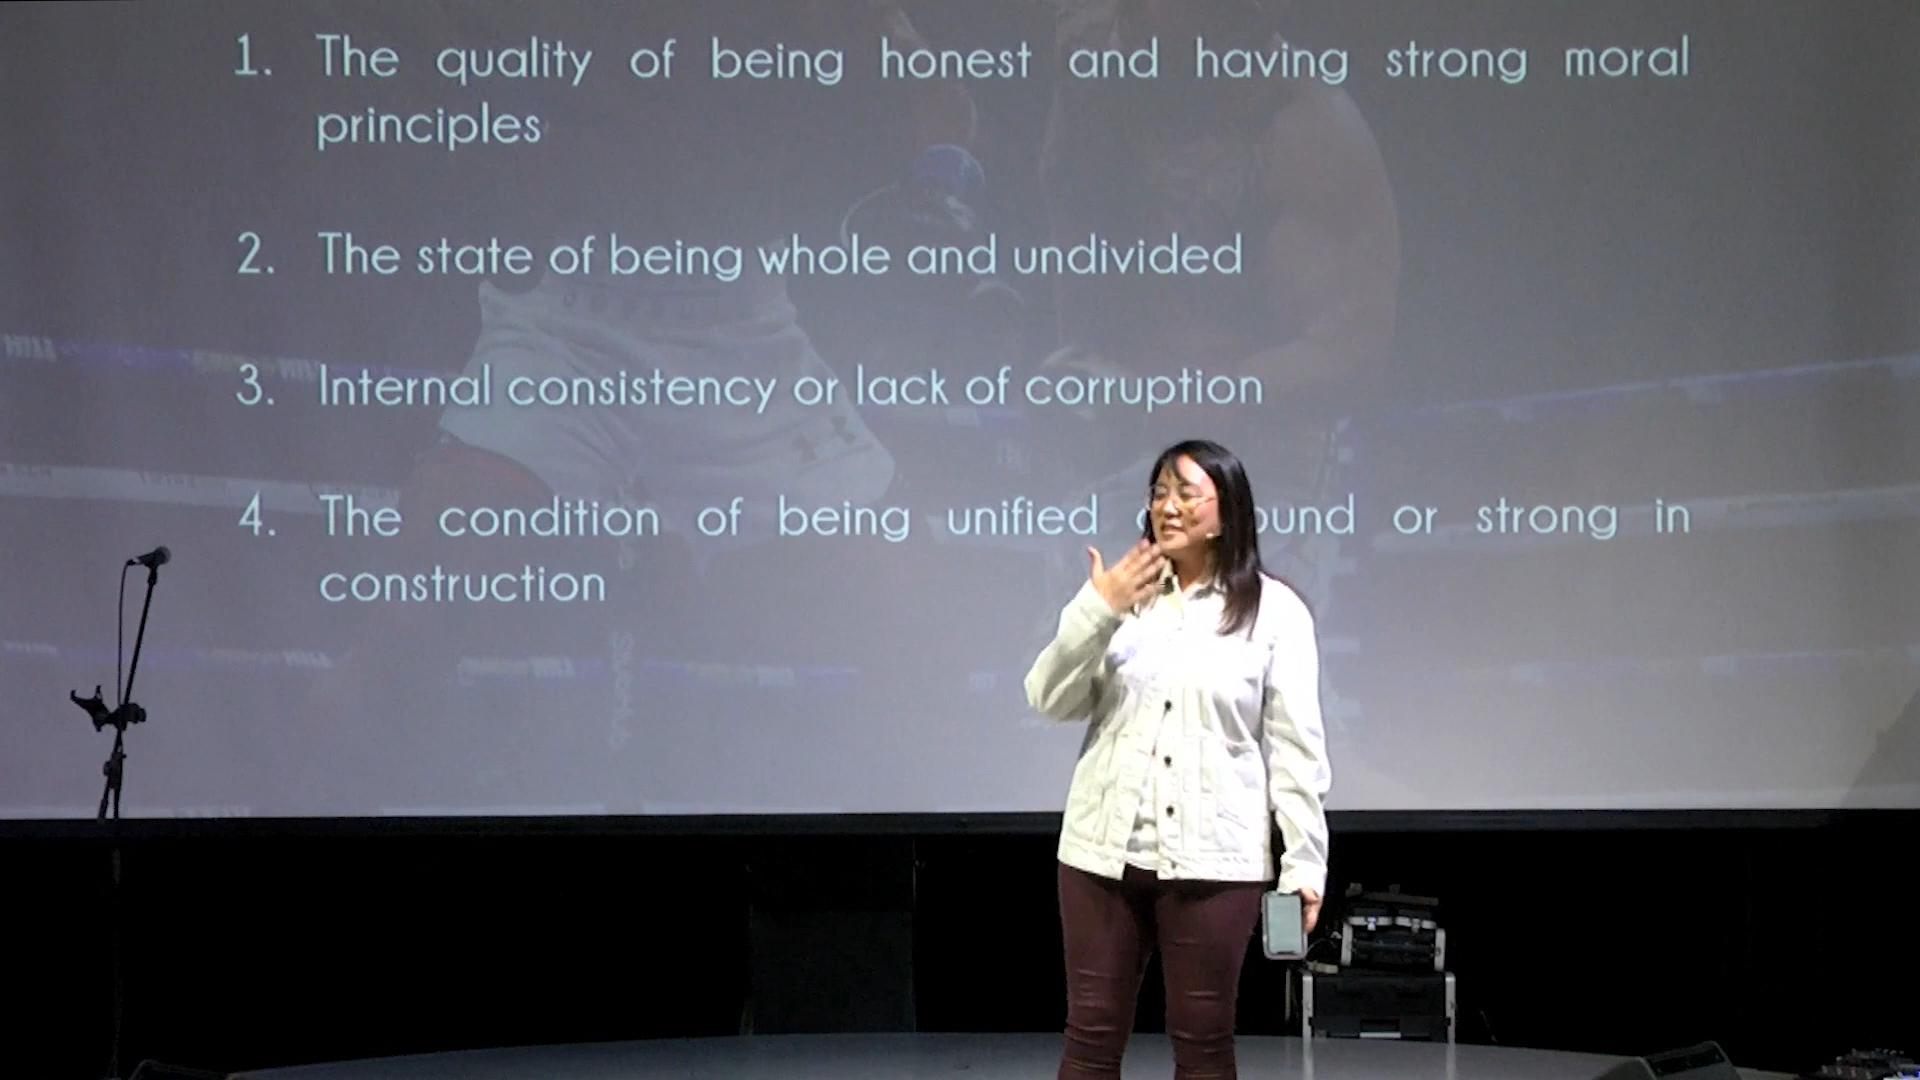 1. The quality of being honest and having strong moral
principles
2. The state of being whole and undivided
3. Internal consistency or lack of corruption
4. The condition of being unified ound or strong in
construction